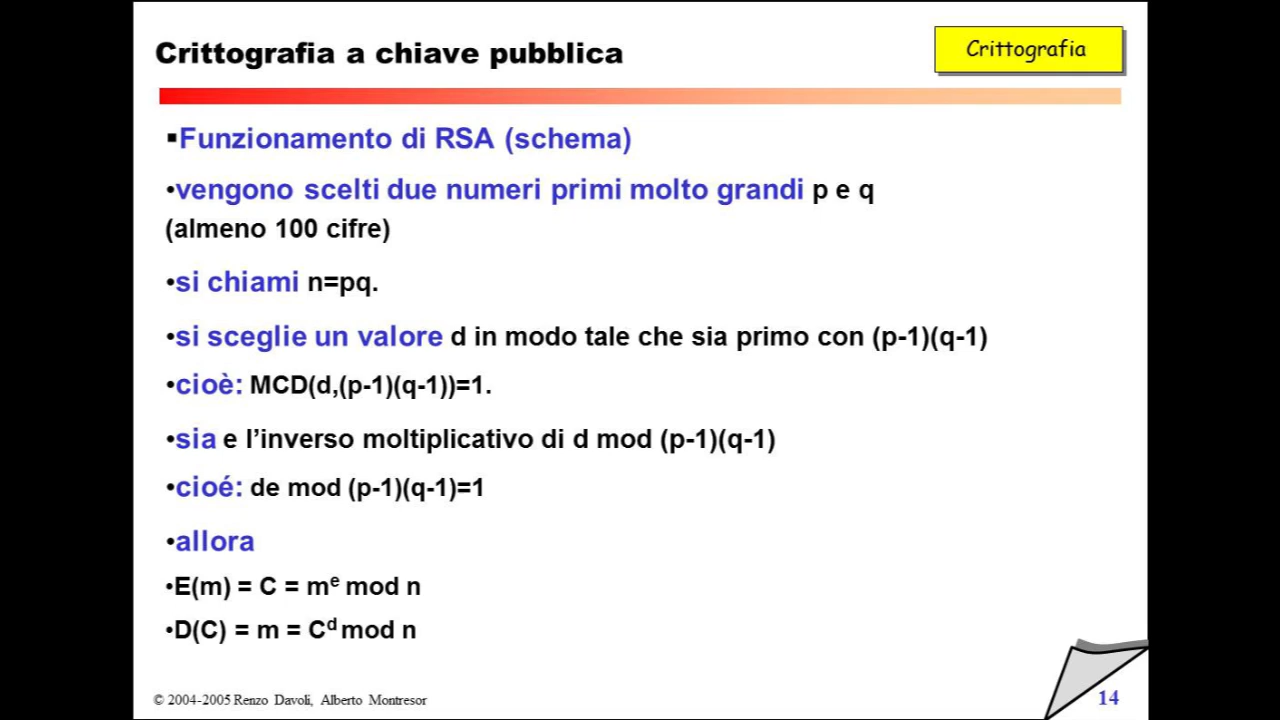 Crittografia a chiave pubblica
Crittografia
▪Funzionamento di RSA (schema)
•vengono scelti due numeri primi molto grandi p e q
(almeno 100 cifre)
•si chiami n=pq.
•si sceglie un valore d in modo tale che sia primo con (p-1)(q-1)
•cioè: MCD(d,(p-1)(q-1))=1.
•sia e l’inverso moltiplicativo di d mod (p-1)(q-1)
•cioé: de mod (p-1)(q-1)=1
•allora
•E(m) = C = mᵉ mod n
•D(C) = m = Cᵈ mod n
© 2004-2005 Renzo Davoli, Alberto Montresor
14